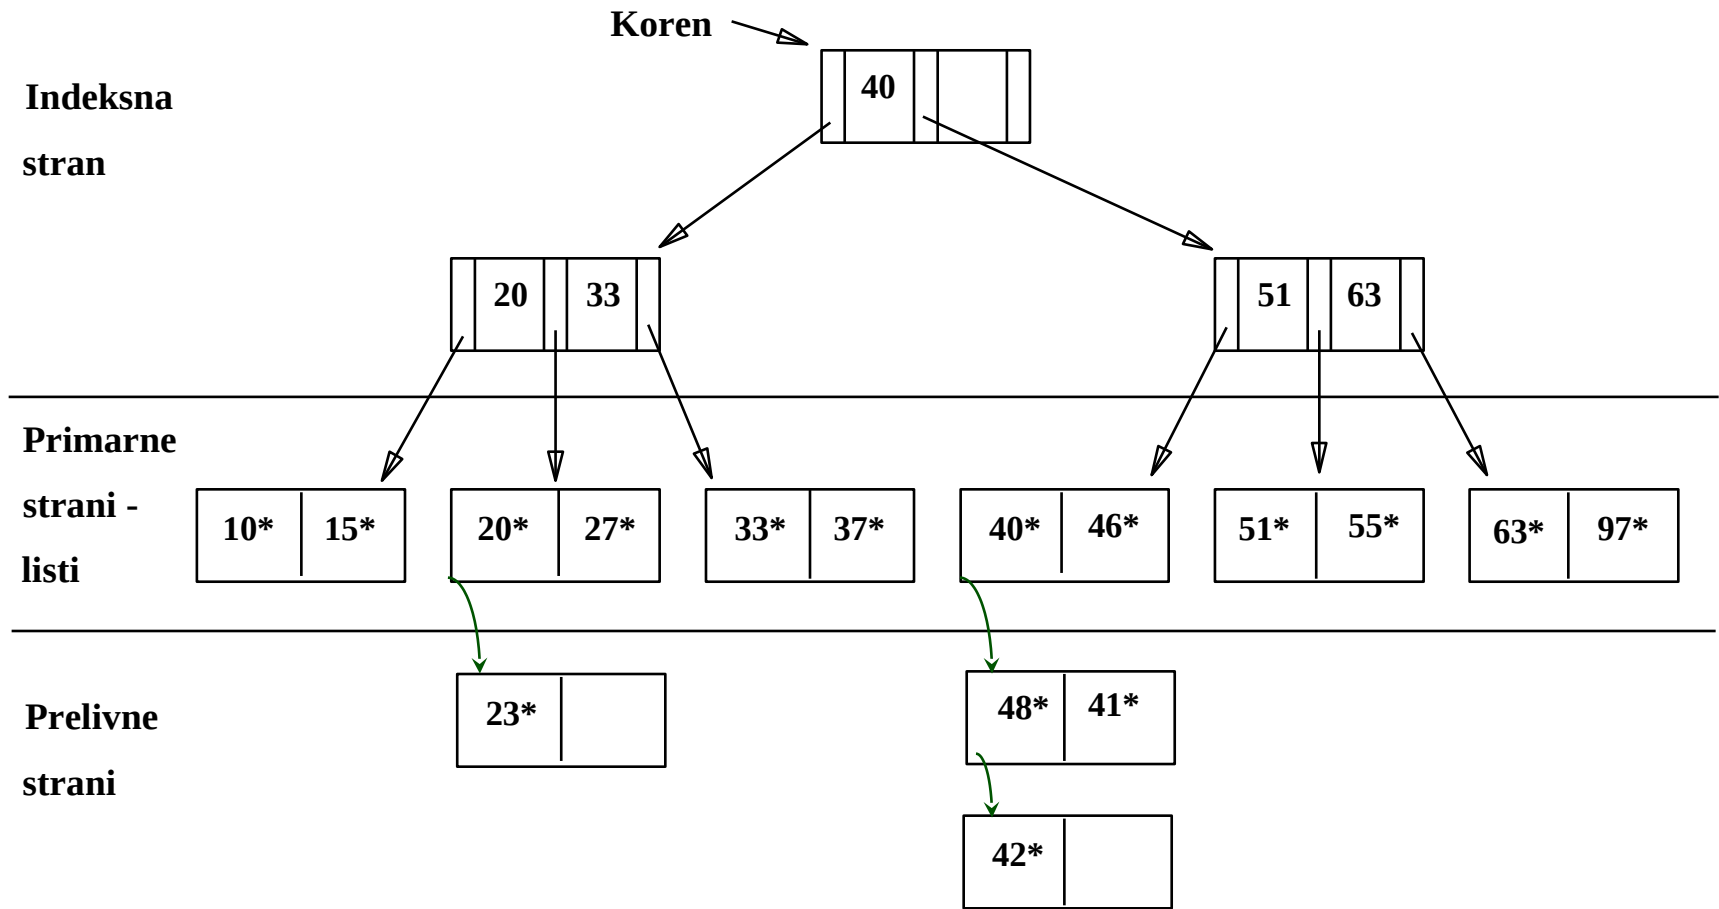 Koren
Indeksna
stran
40
20 33
51 63
Primarne
strani -
listi
10* 15*
20* 27*
33* 37*
40* 46*
51* 55*
63* 97*
Prelivne
strani
23*
48* 41*
42*